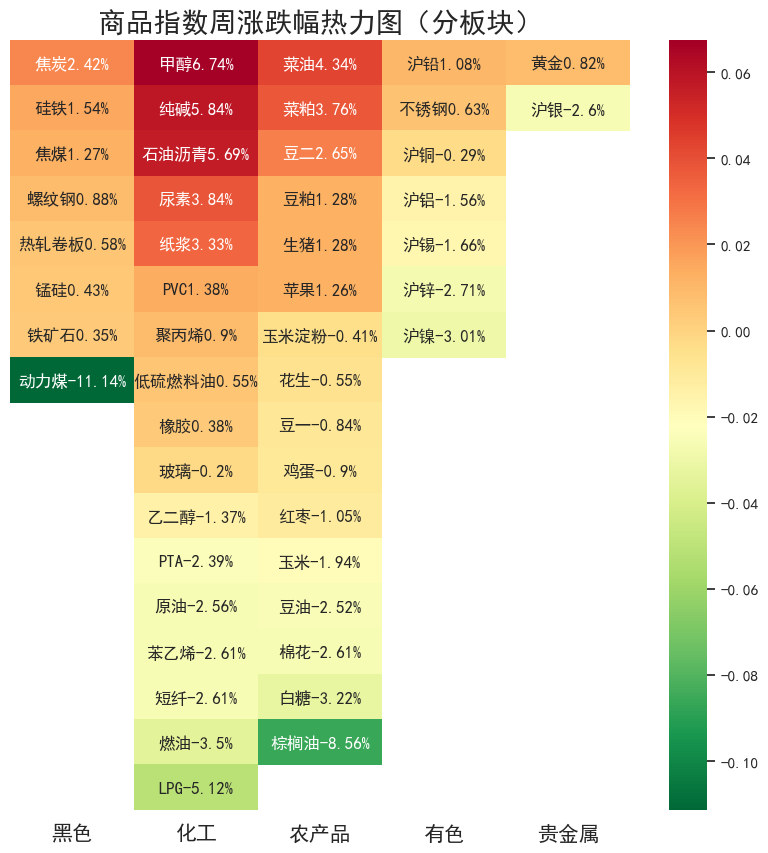 商品指数周涨跌幅热力图（分板块）
焦炭2.42% 甲醇6.74% 菜油4.34% 沪铅1.08% 黄金0.82%
硅铁1.54% 纯碱5.84% 菜粕3.76% 不锈钢0.63% 沪银-2.6%
焦煤1.27% 石油沥青5.69% 豆二2.65% 沪铜-0.29%
螺纹钢0.88% 尿素3.84% 豆粕1.28% 沪铝-1.56%
热轧卷板0.58% 纸浆3.33% 生猪1.28% 沪锡-1.66%
锰硅0.43% PVC1.38% 苹果1.26% 沪锌-2.71%
铁矿石0.35% 聚丙烯0.9% 玉米淀粉-0.41% 沪镍-3.01%
动力煤-11.14% 低硫燃料油0.55% 花生-0.55%
橡胶0.38% 豆一-0.84%
玻璃-0.2% 鸡蛋-0.9%
乙二醇-1.37% 红枣-1.05%
PTA-2.39% 玉米-1.94%
原油-2.56% 豆油-2.52%
苯乙烯-2.61% 棉花-2.61%
短纤-2.61% 白糖-3.22%
燃油-3.5% 棕榈油-8.56%
LPG-5.12%
黑色 化工 农产品 有色 贵金属
0.06
0.04
0.02
0.00
-0.02
-0.04
-0.06
-0.08
-0.10